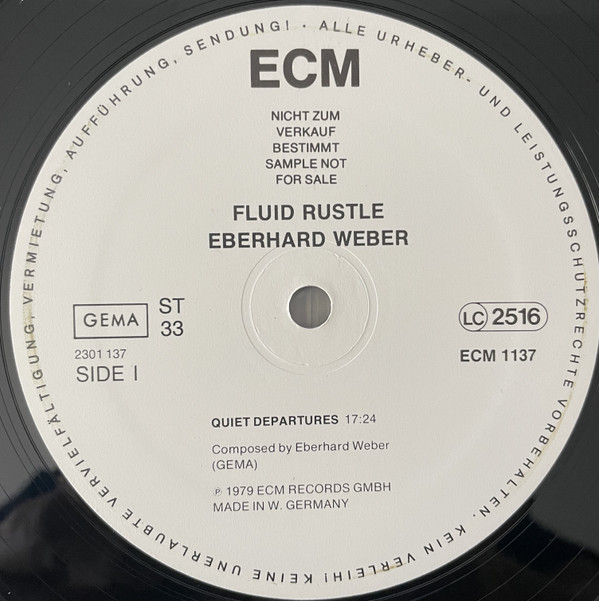 ALLE URHEBER- UND LEISTUNGSSCHUTZRECHTE VORBEHALTEN. KEIN VERLEIH! KEINE UNERLAUBTE VERVIELFÄLTIGUNG, VERMIETUNG, AUFFÜHRUNG, SENDUNG! ·
ECM
NICHT ZUM
VERKAUF
BESTIMMT
SAMPLE NOT
FOR SALE
FLUID RUSTLE
EBERHARD WEBER
GEMA
ST
33
LC 2516
2301 137
SIDE I
ECM 1137
QUIET DEPARTURES 17:24
Composed by Eberhard Weber
(GEMA)
℗ 1979 ECM RECORDS GMBH
MADE IN W. GERMANY